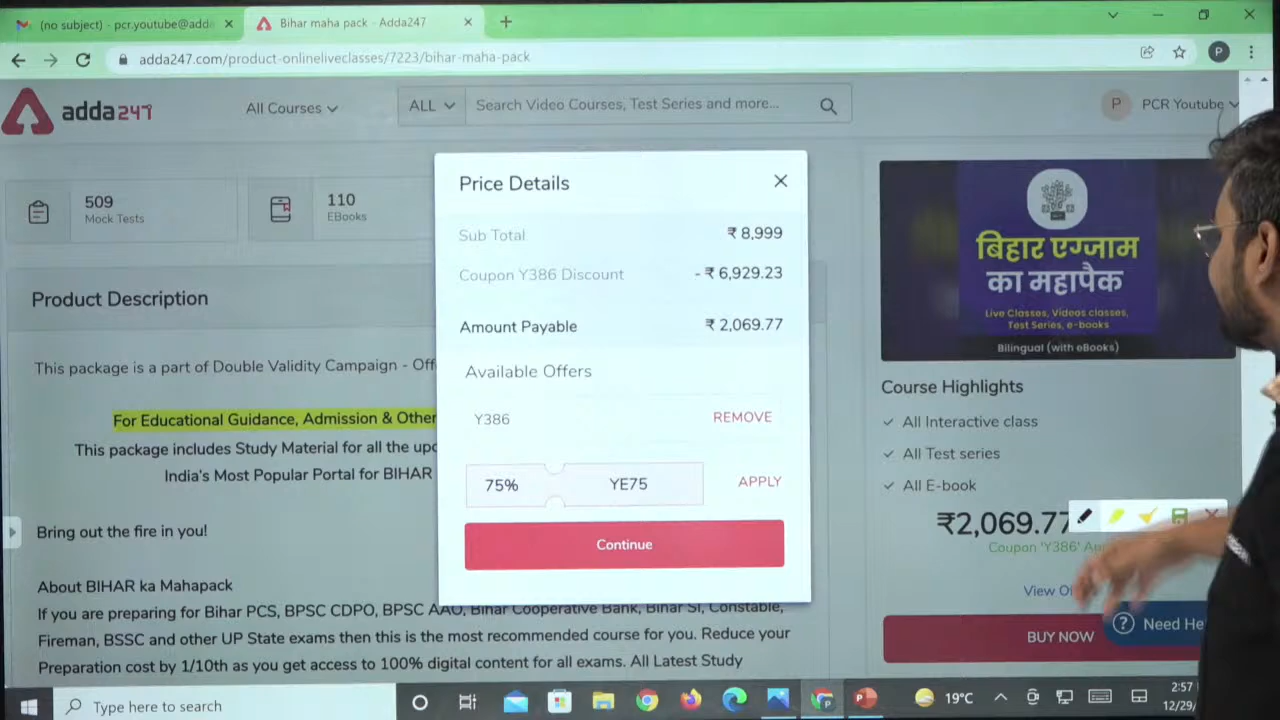 (no subject) - pcr.youtube@add
Bihar maha pack - Adda247
adda247.com/product-onlineliveclasses/7223/bihar-maha-pack
P
adda247
All Courses
ALL
Search Video Courses, Test Series and more...
P
PCR Youtube
509
Mock Tests
110
EBooks
Product Description
This package is a part of Double Validity Campaign - Off
For Educational Guidance, Admission & Other
This package includes Study Material for all the
India's Most Popular Portal for BIHAR
Bring out the fire in you!
About BIHAR ka Mahapack
If you are preparing for Bihar PCS, BPSC CDPO, BPSC AAO, Bihar Cooperative Bank, Bihar SI, Constable,
Fireman, BSSC and other UP State exams then this is the most recommended course for you. Reduce your
Preparation cost by 1/10th as you get access to 100% digital content for all exams. All Latest Study
Price Details
Sub Total
₹ 8,999
Coupon Y386 Discount
- ₹ 6,929.23
Amount Payable
₹ 2,069.77
Available Offers
Y386
REMOVE
75%
YE75
APPLY
Continue
बिहार एग्जाम
का महापैक
Live Classes, Videos classes,
Test Series, e-books
Bilingual (with eBooks)
Course Highlights
All Interactive class
All Test series
All E-book
₹2,069.77
Coupon 'Y386'
View
BUY NOW
Need He
Type here to search
19°C
2:57
12/29/